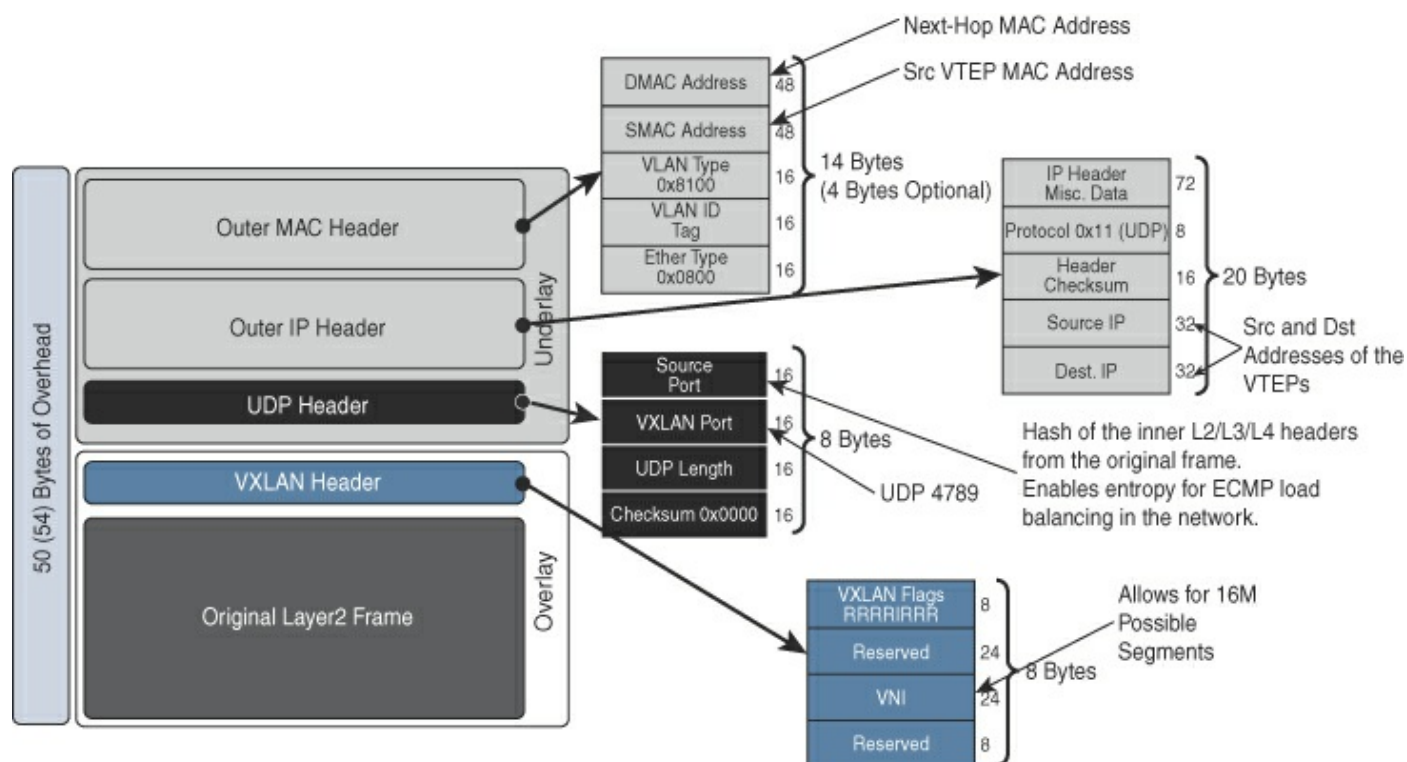 Next-Hop MAC Address
Src VTEP MAC Address
DMAC Address
48
SMAC Address
48
VLAN Type
0x8100
16
VLAN ID
Tag
16
Ether Type
0x0800
16
14 Bytes
(4 Bytes Optional)
IP Header
Misc. Data
72
Protocol 0x11 (UDP)
8
Header
Checksum
16
Source IP
32
Dest. IP
32
20 Bytes
Src and Dst
Addresses of the
VTEPs
50 (54) Bytes of Overhead
Outer MAC Header
Outer IP Header
UDP Header
Underlay
VXLAN Header
Original Layer2 Frame
Overlay
Source
Port
16
VXLAN Port
16
UDP Length
16
Checksum 0x0000
16
8 Bytes
UDP 4789
Hash of the inner L2/L3/L4 headers
from the original frame.
Enables entropy for ECMP load
balancing in the network.
VXLAN Flags
RRRRIRRR
8
Reserved
24
VNI
24
Reserved
8
8 Bytes
Allows for 16M
Possible
Segments